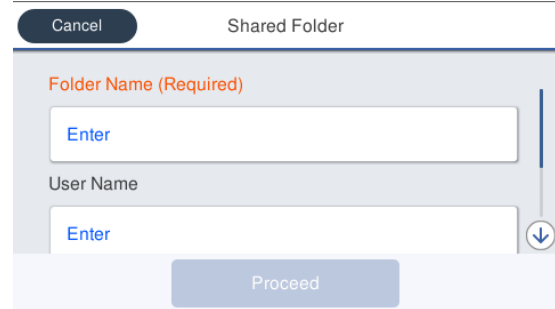 Cancel
Shared Folder
Folder Name (Required)
Enter
User Name
Enter
Proceed